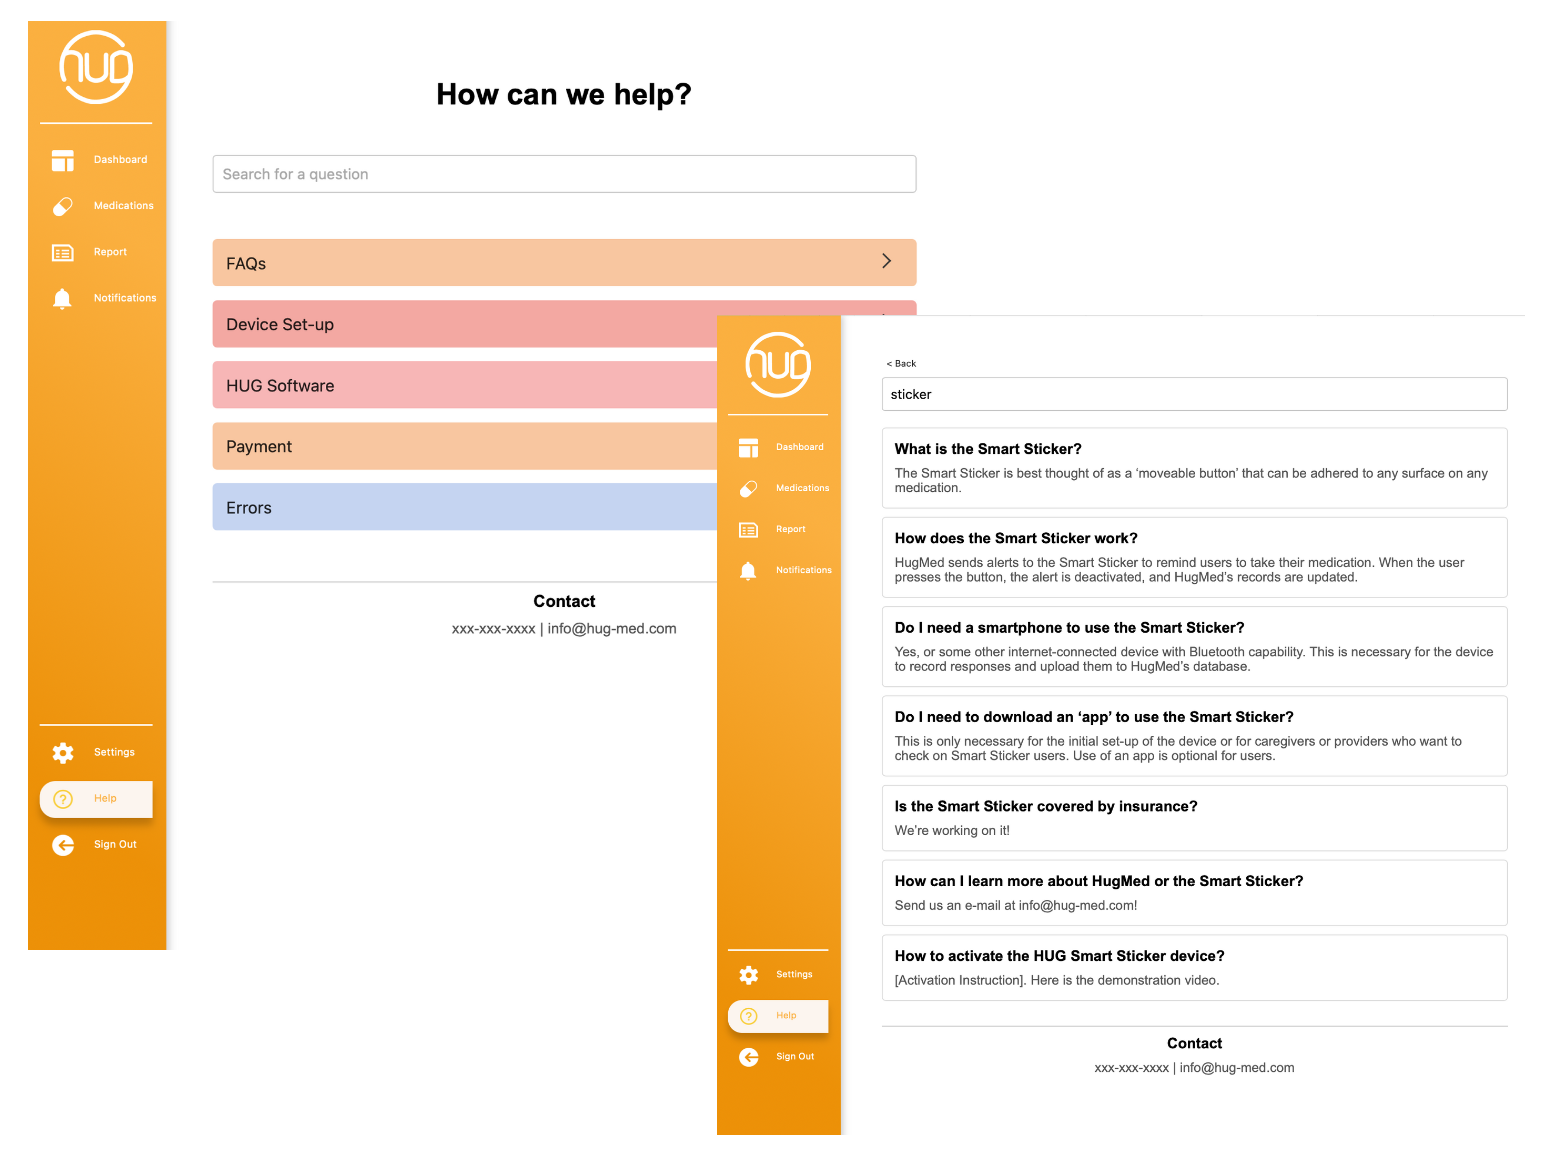 hug
Dashboard
Medications
Report
Notifications
Settings
Help
Sign Out
How can we help?
Search for a question
FAQs
Device Set-up
HUG Software
Payment
Errors
Contact
xxx-xxx-xxxx | info@hug-med.com
hug
Dashboard
Medications
Report
Notifications
Settings
Help
Sign Out
< Back
sticker
What is the Smart Sticker?
The Smart Sticker is best thought of as a ‘moveable button’ that can be adhered to any surface on any
medication.
How does the Smart Sticker work?
HugMed sends alerts to the Smart Sticker to remind users to take their medication. When the user
presses the button, the alert is deactivated, and HugMed’s records are updated.
Do I need a smartphone to use the Smart Sticker?
Yes, or some other internet-connected device with Bluetooth capability. This is necessary for the device
to record responses and upload them to HugMed’s database.
Do I need to download an ‘app’ to use the Smart Sticker?
This is only necessary for the initial set-up of the device or for caregivers or providers who want to
check on Smart Sticker users. Use of an app is optional for users.
Is the Smart Sticker covered by insurance?
We’re working on it!
How can I learn more about HugMed or the Smart Sticker?
Send us an e-mail at info@hug-med.com!
How to activate the HUG Smart Sticker device?
[Activation Instruction]. Here is the demonstration video.
Contact
xxx-xxx-xxxx | info@hug-med.com